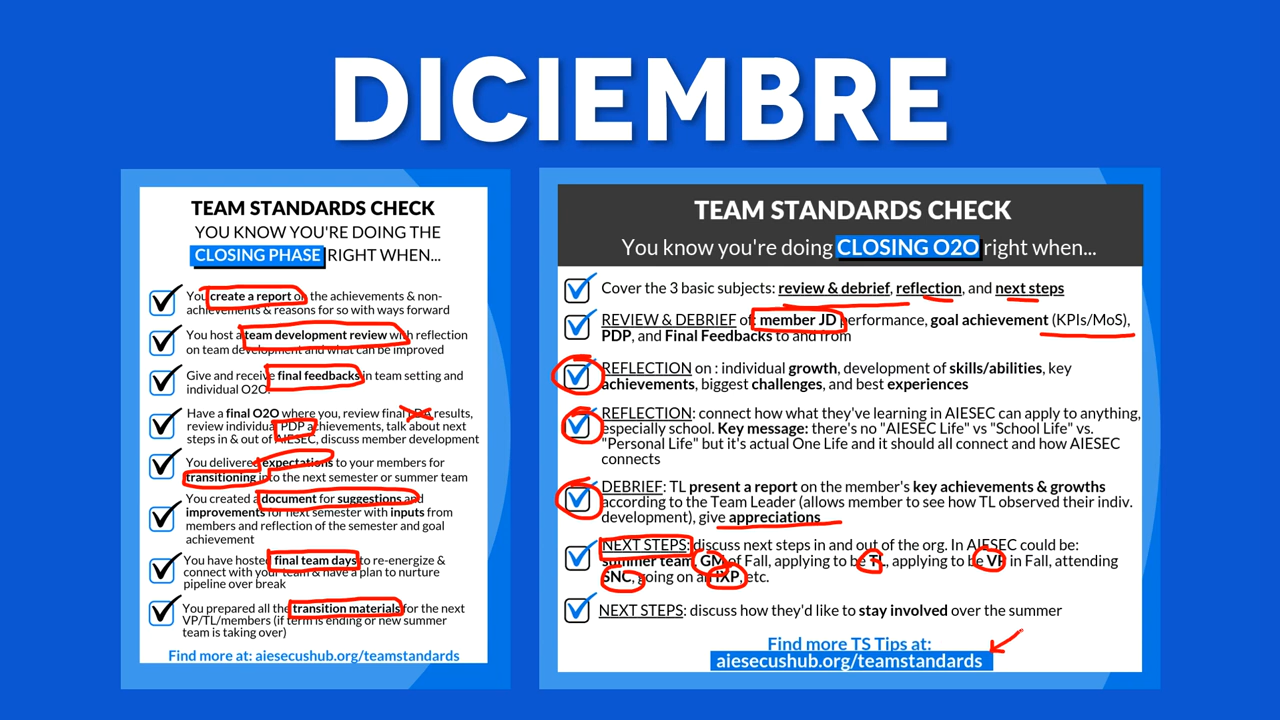 DICIEMBRE
TEAM STANDARDS CHECK
YOU KNOW YOU'RE DOING THE
CLOSING PHASE RIGHT WHEN...
You create a report on the achievements & non-
achievements & reasons for so with ways forward
You host a team development review with reflection
on team development and what can be improved
Give and receive final feedbacks in team setting and
individual O2O.
Have a final O2O where you, review final results,
review individual PDP achievements, talk about next
steps in & out of AIESEC, discuss member development
You delivered expectations to your members for
transitioning into the next semester or summer team
You created a document for suggestions and
improvements for next semester with inputs from
members and reflection of the semester and goal
achievement
You have hosted final team days to re-energize &
connect with your team & have a plan to nurture
pipeline over break
You prepared all the transition materials for the next
VP/TL/members (if term is ending or new summer
team is taking over)
Find more at: aiesecushub.org/teamstandards
TEAM STANDARDS CHECK
You know you're doing CLOSING O2O right when...
Cover the 3 basic subjects: review & debrief, reflection, and next steps
REVIEW & DEBRIEF of: member JD performance, goal achievement (KPIs/MoS),
PDP, and Final Feedbacks to and from
REFLECTION on : individual growth, development of skills/abilities, key
achievements, biggest challenges, and best experiences
REFLECTION: connect how what they've learning in AIESEC can apply to anything,
especially school. Key message: there's no "AIESEC Life" vs "School Life" vs.
"Personal Life" but it's actual One Life and it should all connect and how AIESEC
connects
DEBRIEF: TL present a report on the member's key achievements & growths
according to the Team Leader (allows member to see how TL observed their indiv.
development), give appreciations
NEXT STEPS: discuss next steps in and out of the org. In AIESEC could be:
summer team, GM of Fall, applying to be TL, applying to be VP in Fall, attending
SNC, going on an IXP, etc.
NEXT STEPS: discuss how they'd like to stay involved over the summer
Find more TS Tips at:
aiesecushub.org/teamstandards